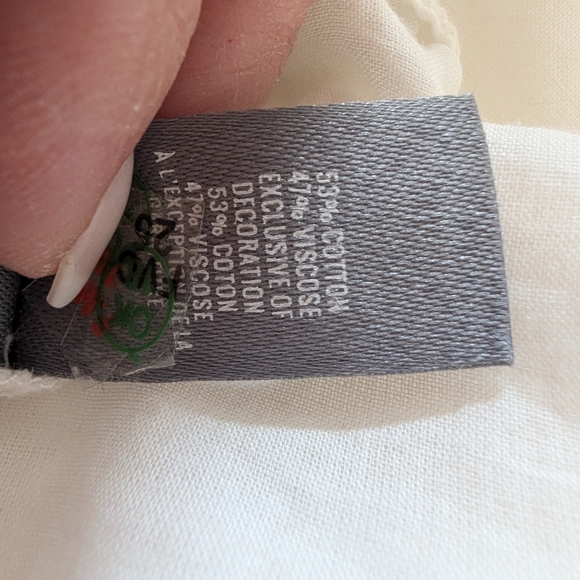 53% COTTON
47% VISCOSE
EXCLUSIVE OF
DECORATION
53% COTON
47% VISCOSE
À L'EXCEPTION DE LA